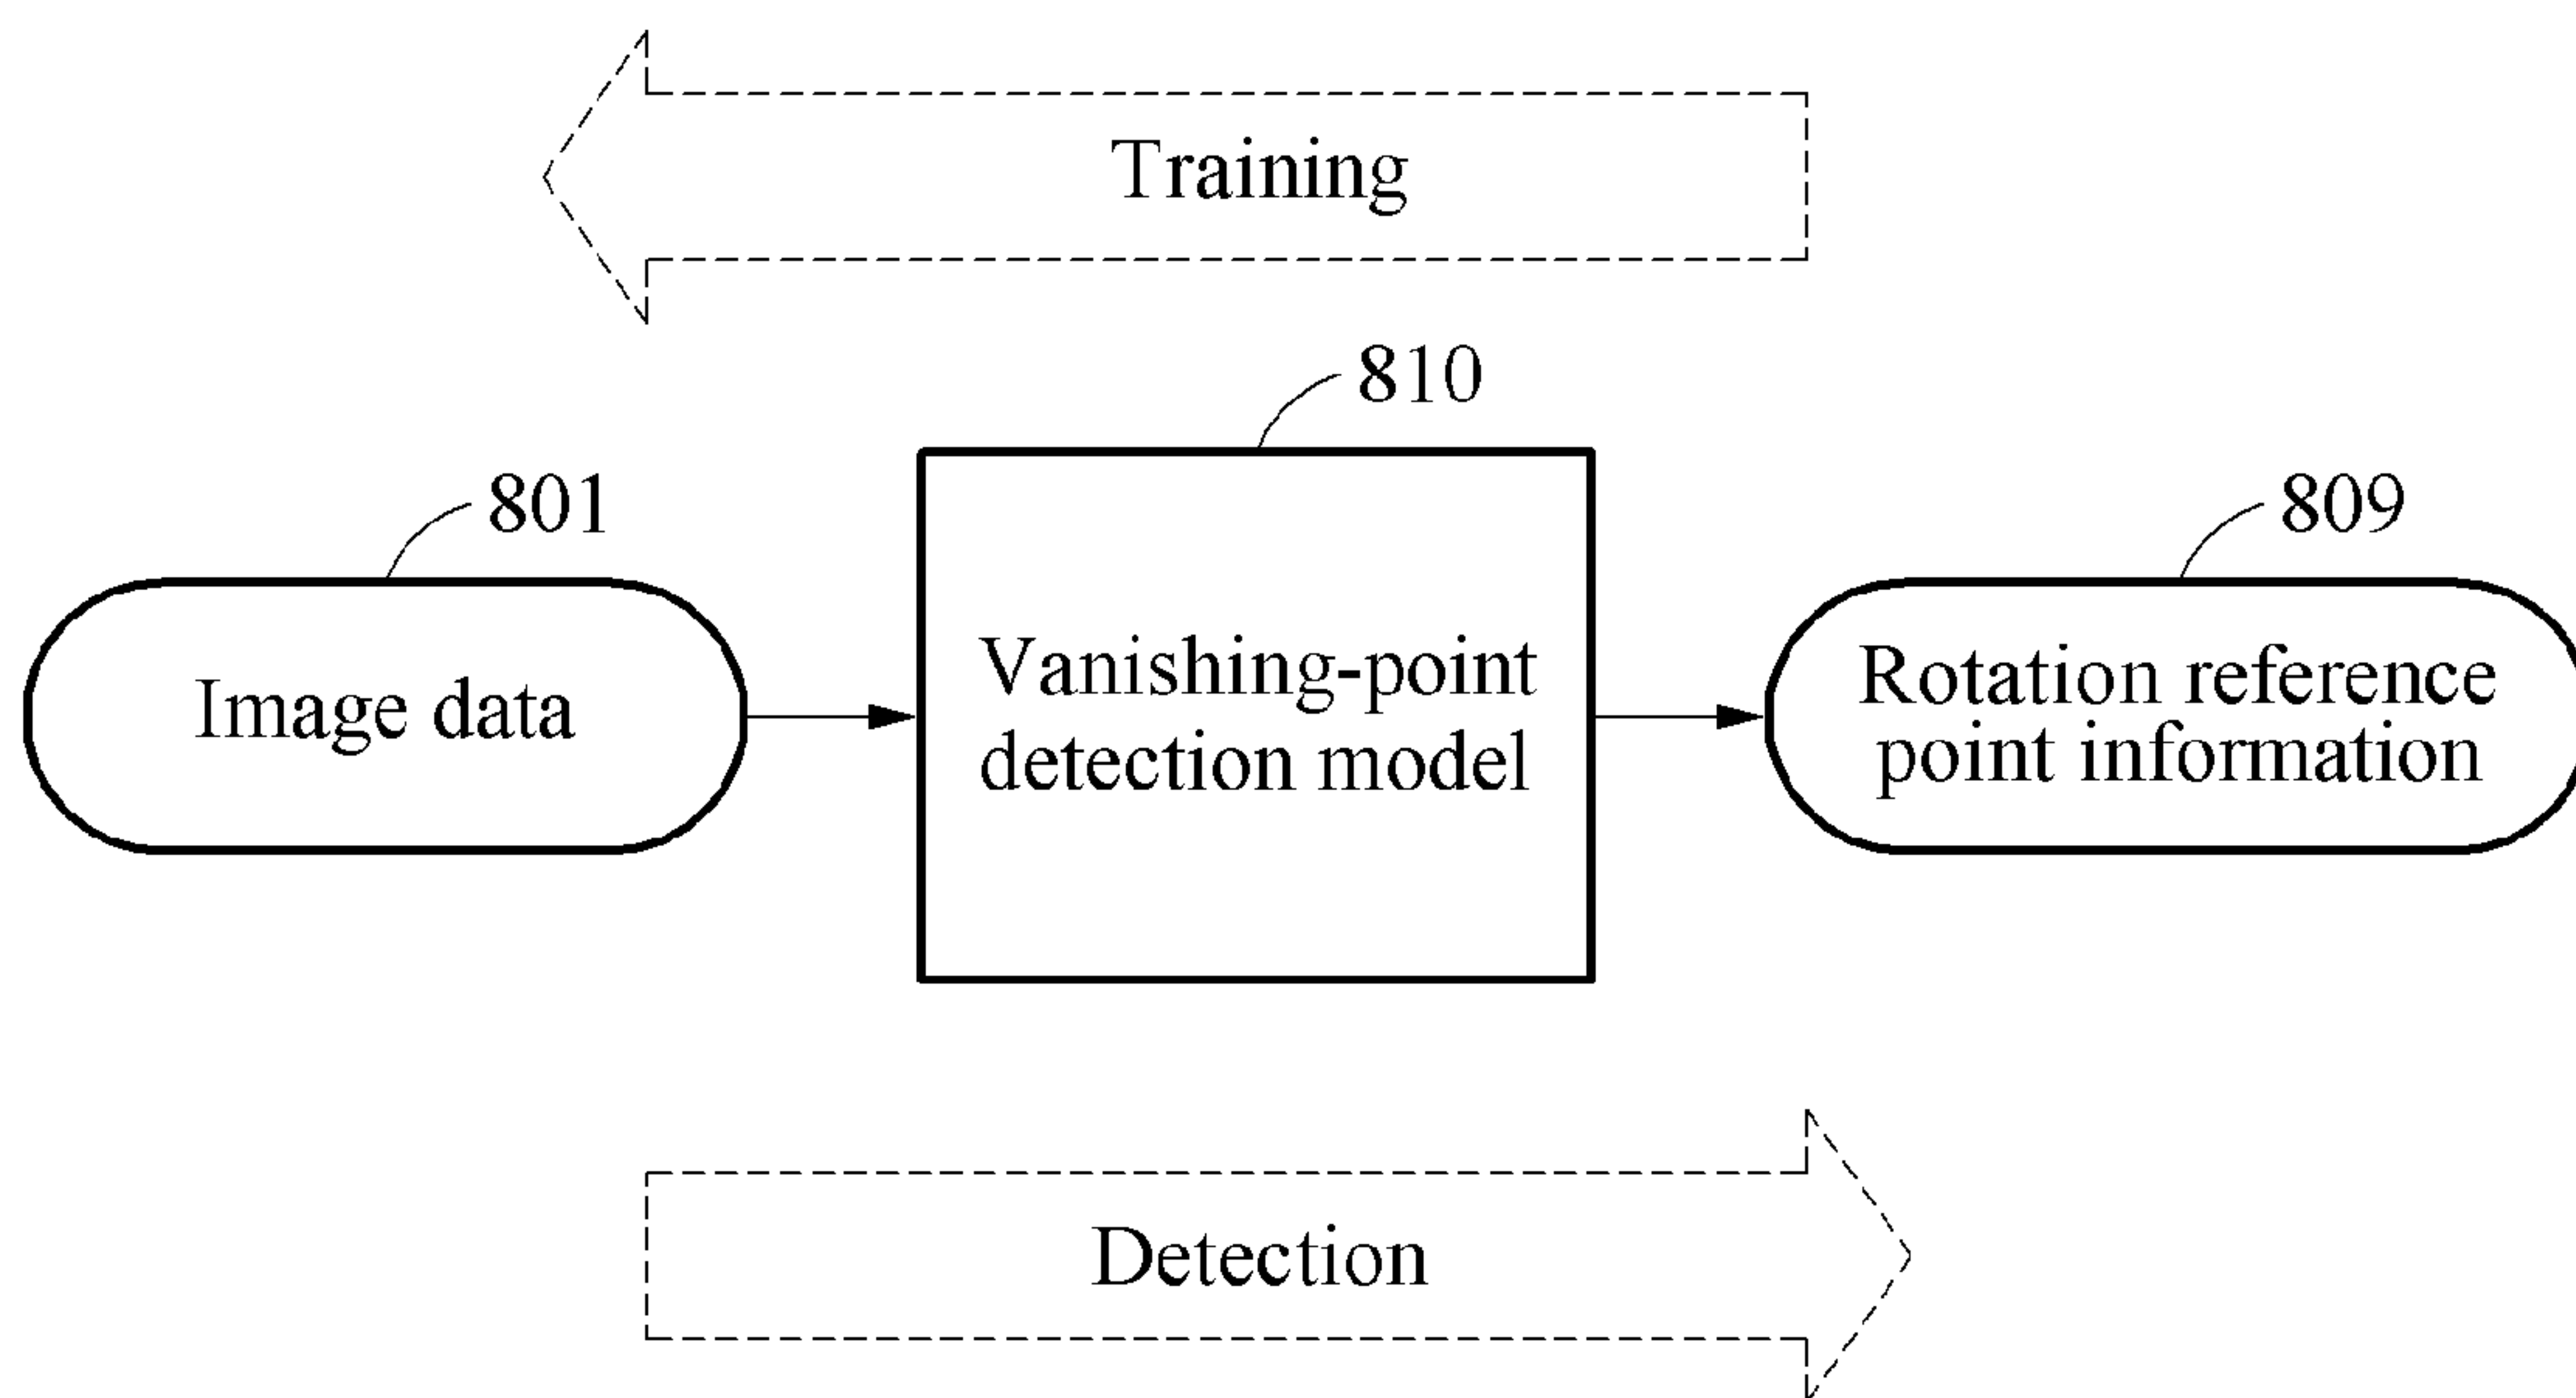 Training
810
801
809
Image data
Vanishing-point
detection model
Rotation reference
point information
Detection